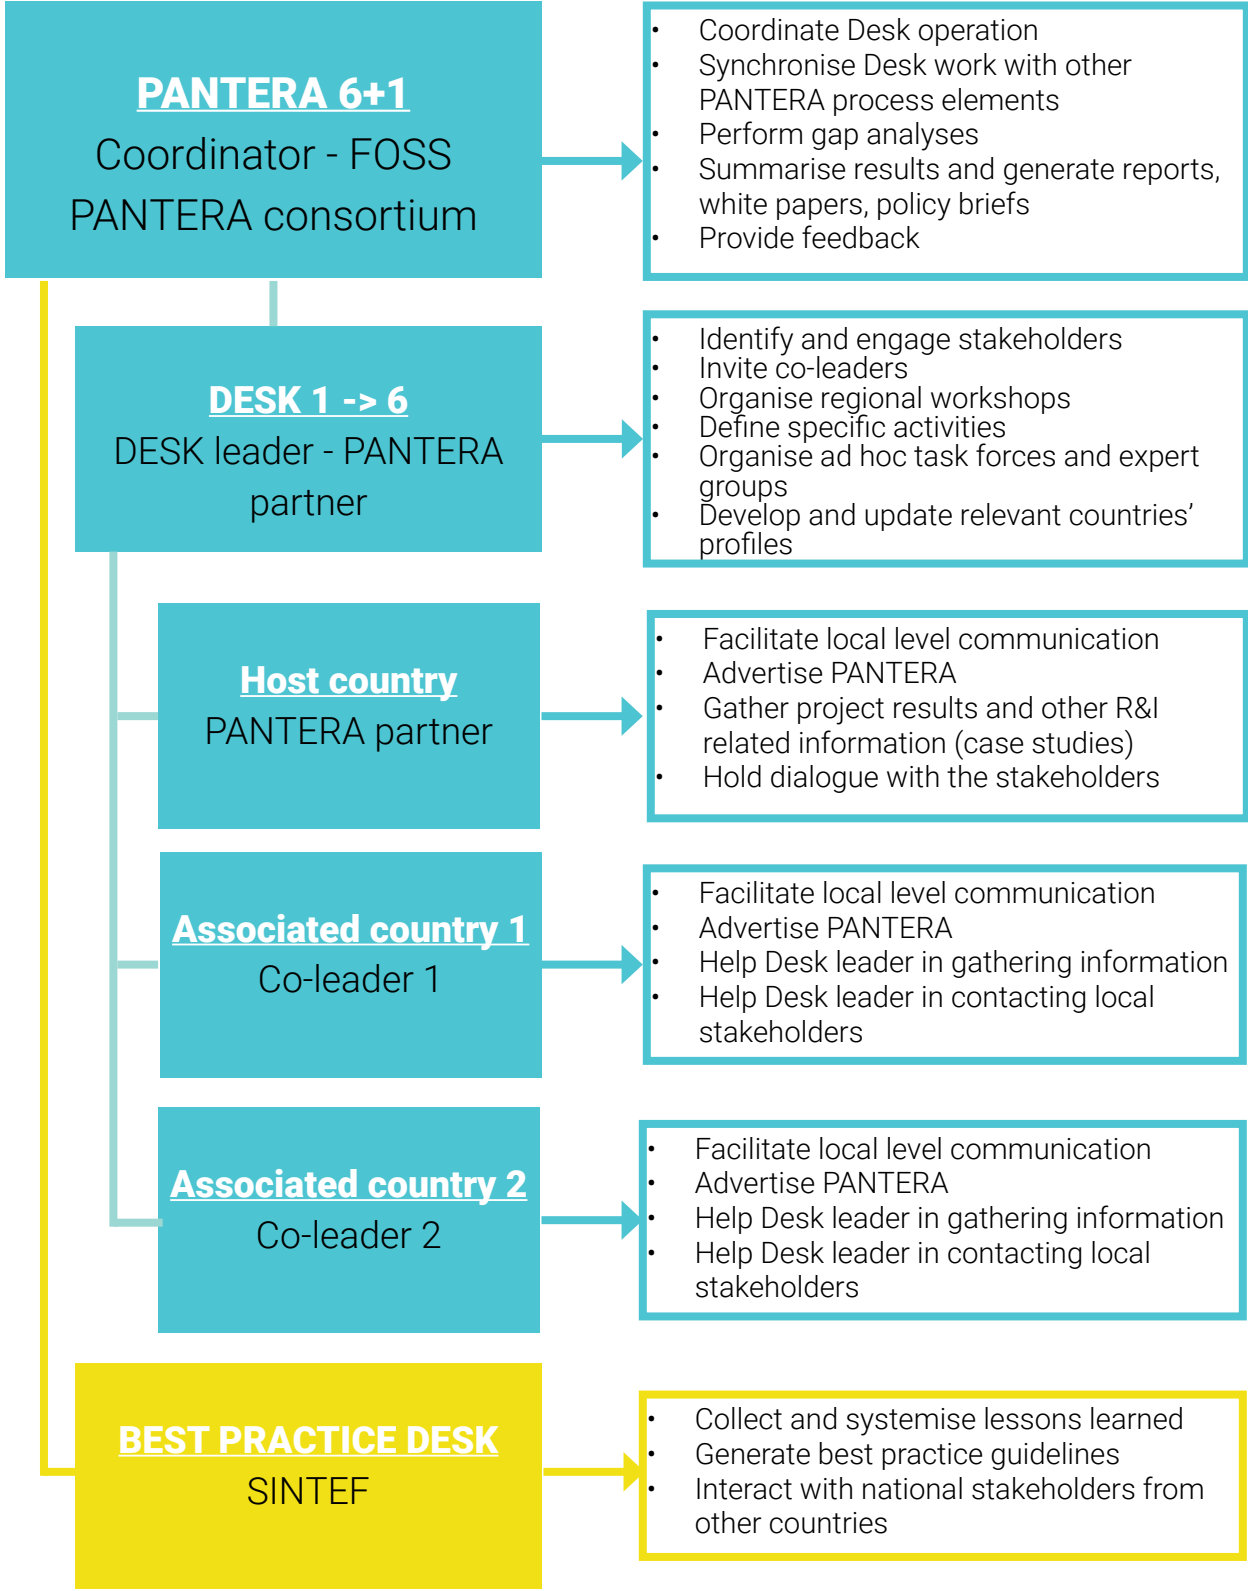 PANTERA 6+1
Coordinator - FOSS
PANTERA consortium
• Coordinate Desk operation
• Synchronise Desk work with other
PANTERA process elements
• Perform gap analyses
• Summarise results and generate reports,
white papers, policy briefs
• Provide feedback
DESK 1 -> 6
DESK leader - PANTERA
partner
• Identify and engage stakeholders
• Invite co-leaders
• Organise regional workshops
• Define specific activities
• Organise ad hoc task forces and expert
groups
• Develop and update relevant countries’
profiles
Host country
PANTERA partner
• Facilitate local level communication
• Advertise PANTERA
• Gather project results and other R&I
related information (case studies)
• Hold dialogue with the stakeholders
Associated country 1
Co-leader 1
• Facilitate local level communication
• Advertise PANTERA
• Help Desk leader in gathering information
• Help Desk leader in contacting local
stakeholders
Associated country 2
Co-leader 2
• Facilitate local level communication
• Advertise PANTERA
• Help Desk leader in gathering information
• Help Desk leader in contacting local
stakeholders
BEST PRACTICE DESK
SINTEF
• Collect and systemise lessons learned
• Generate best practice guidelines
• Interact with national stakeholders from
other countries